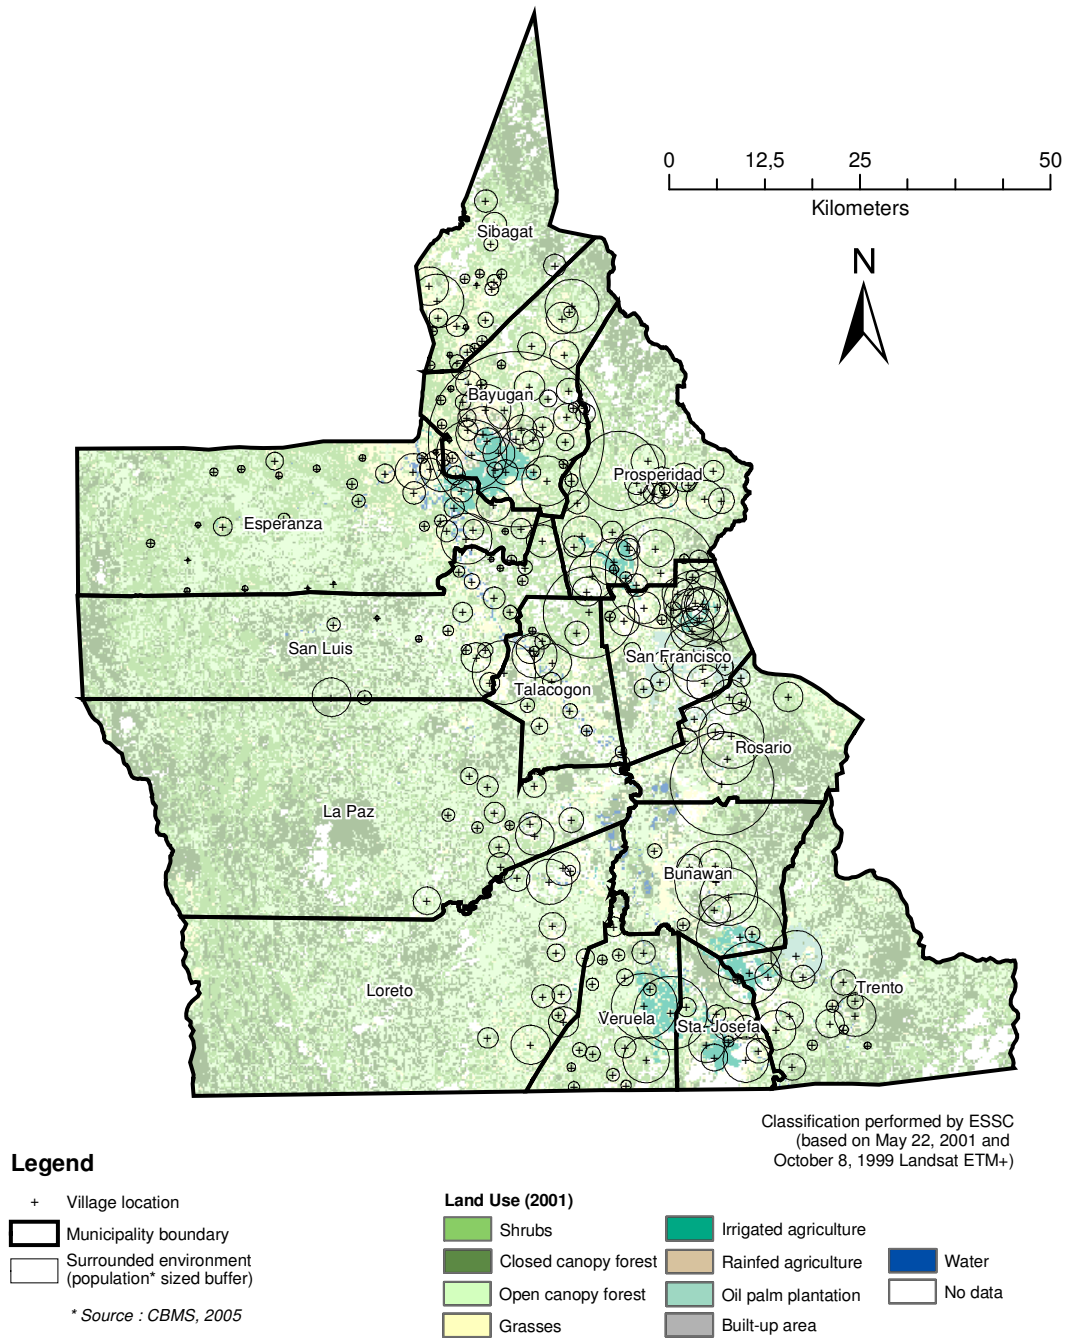 0 12,5 25 50
Kilometers
N
Sibagat
Bayugan
Prosperidad
Esperanza
San Luis
San Francisco
Talacogon
Rosario
La Paz
Bunawan
Loreto
Trento
Veruela
Sta. Josefa
Classification performed by ESSC
(based on May 22, 2001 and
October 8, 1999 Landsat ETM+)
Legend
Village location
Municipality boundary
Surrounded environment
(population* sized buffer)
* Source : CBMS, 2005
Land Use (2001)
Shrubs
Closed canopy forest
Open canopy forest
Grasses
Irrigated agriculture
Rainfed agriculture
Oil palm plantation
Built-up area
Water
No data